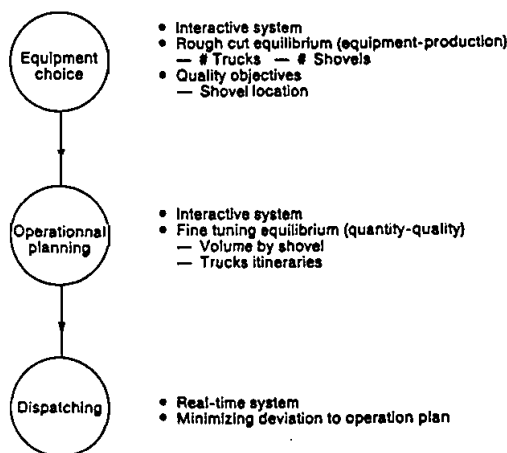 Equipment
choice
• Interactive system
• Rough cut equilibrium (equipment-production)
— # Trucks — # Shovels
• Quality objectives
— Shovel location
Operationnal
planning
• Interactive system
• Fine tuning equilibrium (quantity-quality)
— Volume by shovel
— Trucks itineraries
Dispatching
• Real-time system
• Minimizing deviation to operation plan